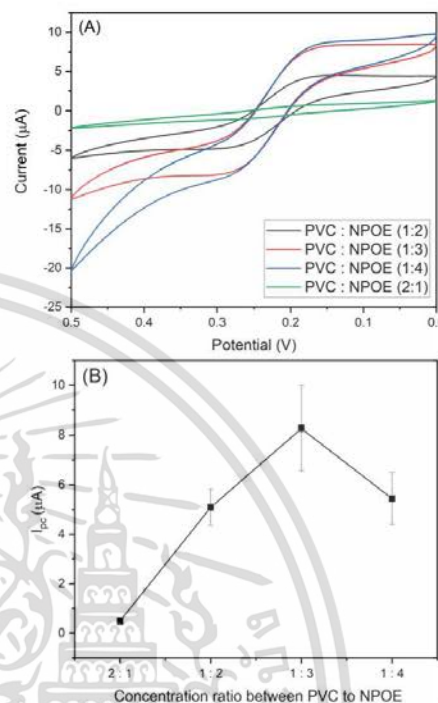 (A)
10
5
0
-5
-10
-15
-20
-25
Current (μA)
PVC : NPOE (1:2)
PVC : NPOE (1:3)
PVC : NPOE (1:4)
PVC : NPOE (2:1)
0.5 0.4 0.3 0.2 0.1
Potential (V)
(B)
10
8
6
4
2
0
Ipc (μA)
2 : 1 1 : 2 1 : 3 1 : 4
Concentration ratio between PVC to NPOE